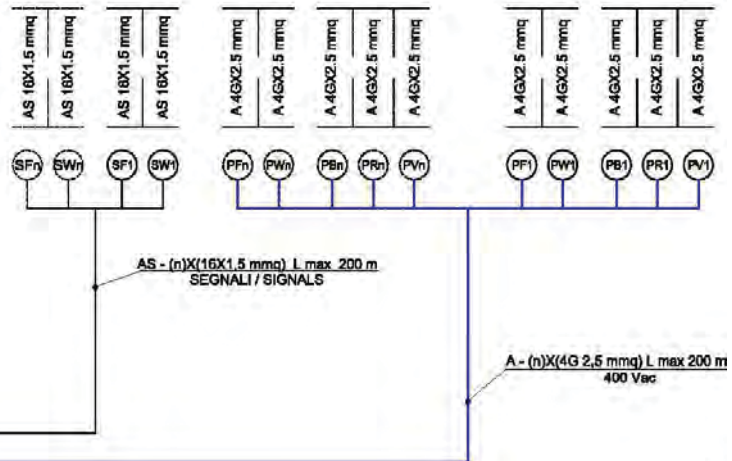 AS 16X1.5 mmq
AS 16X1.5 mmq
AS 16X1.5 mmq
AS 16X1.5 mmq
A 4GX2.5 mmq
A 4GX2.5 mmq
A 4GX2.5 mmq
A 4GX2.5 mmq
A 4GX2.5 mmq
A 4GX2.5 mmq
A 4GX2.5 mmq
A 4GX2.5 mmq
A 4GX2.5 mmq
A 4GX2.5 mmq
SFn SWn SF1 SW1 PFn PWn PBn PRn PVn PF1 PW1 PB1 PR1 PV1
AS - (n)X(16X1,5 mmq) L max 200 m
SEGNALI / SIGNALS
A - (n)X(4G 2,5 mmq) L max 200 m
400 Vac